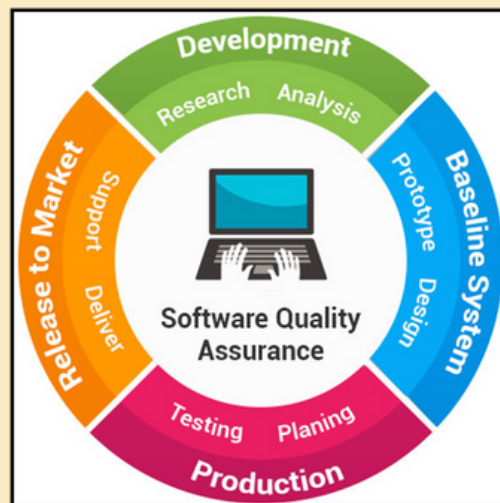 Development
Research Analysis
Baseline System
Prototype Design
Production
Testing Planing
Release to Market
Deliver Support
Software Quality
Assurance